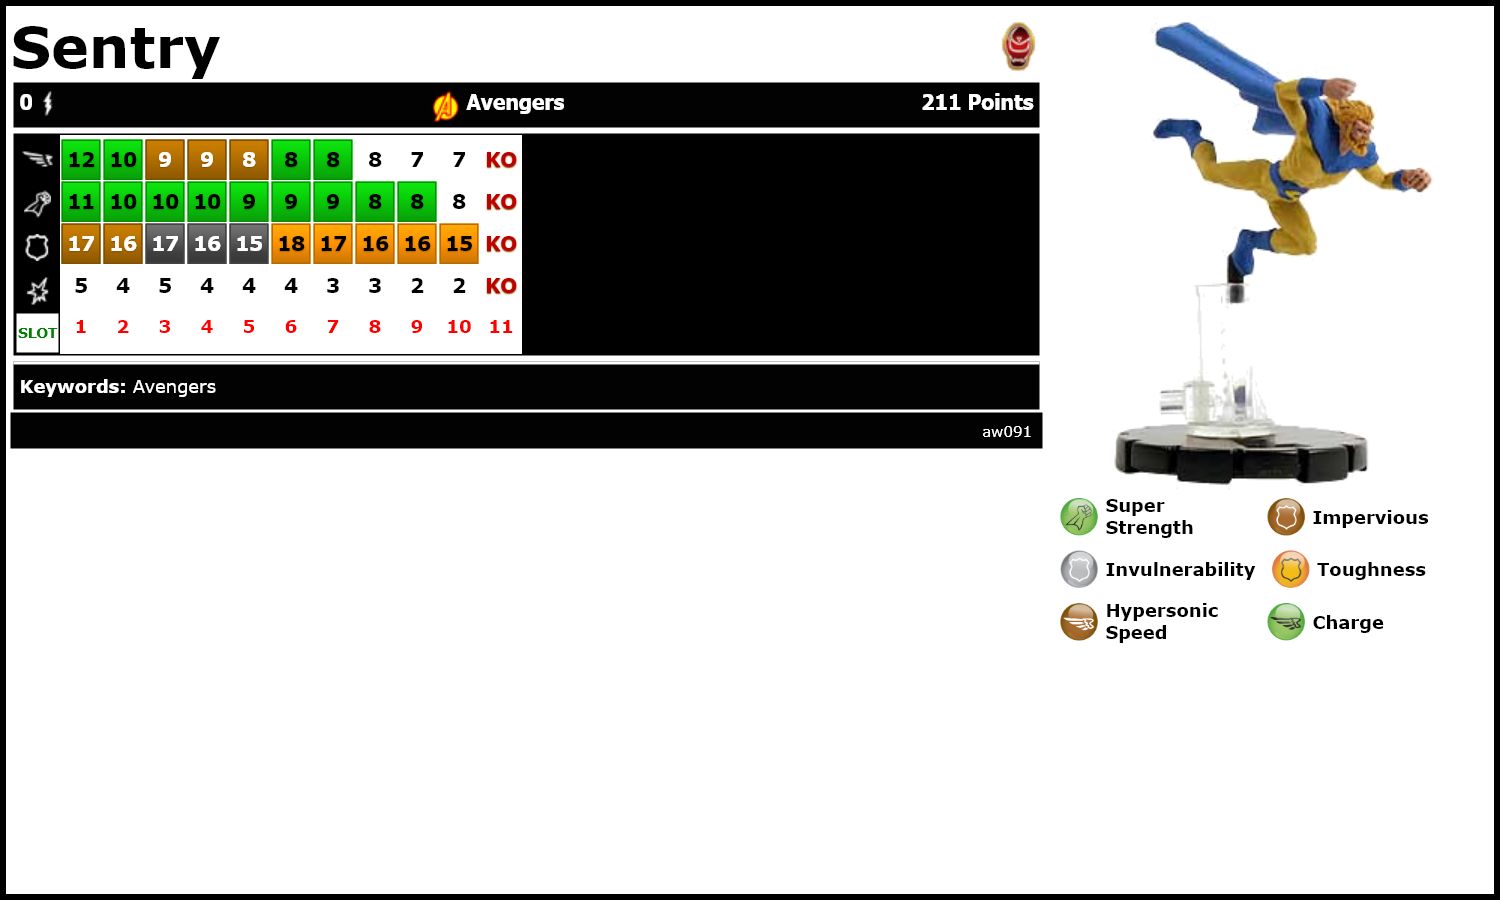 Sentry
0 Avengers 211 Points
12 10 9 9 8 8 8 8 7 7 KO
11 10 10 10 9 9 9 8 8 8 KO
17 16 17 16 15 18 17 16 16 15 KO
5 4 5 4 4 4 3 3 2 2 KO
SLOT 1 2 3 4 5 6 7 8 9 10 11
Keywords: Avengers
aw091
Super
Strength
Impervious
Invulnerability
Toughness
Hypersonic
Speed
Charge